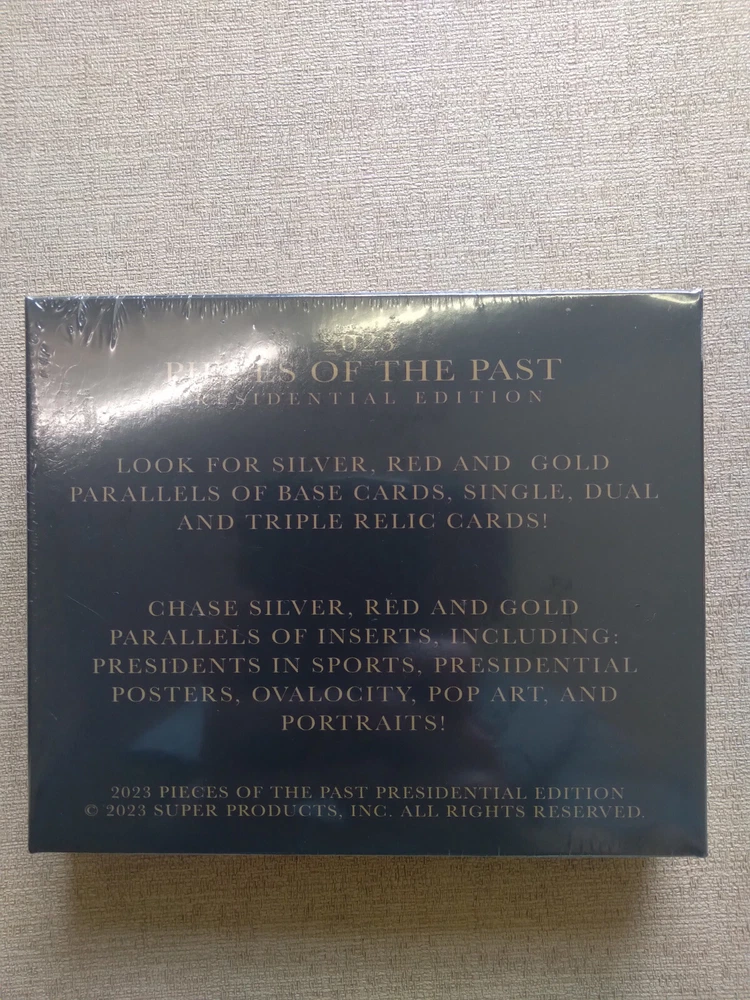 2023
PIECES OF THE PAST
PRESIDENTIAL EDITION
LOOK FOR SILVER, RED AND GOLD
PARALLELS OF BASE CARDS, SINGLE, DUAL
AND TRIPLE RELIC CARDS!
CHASE SILVER, RED AND GOLD
PARALLELS OF INSERTS, INCLUDING:
PRESIDENTS IN SPORTS, PRESIDENTIAL
POSTERS, OVALOCITY, POP ART, AND
PORTRAITS!
2023 PIECES OF THE PAST PRESIDENTIAL EDITION
© 2023 SUPER PRODUCTS, INC. ALL RIGHTS RESERVED.